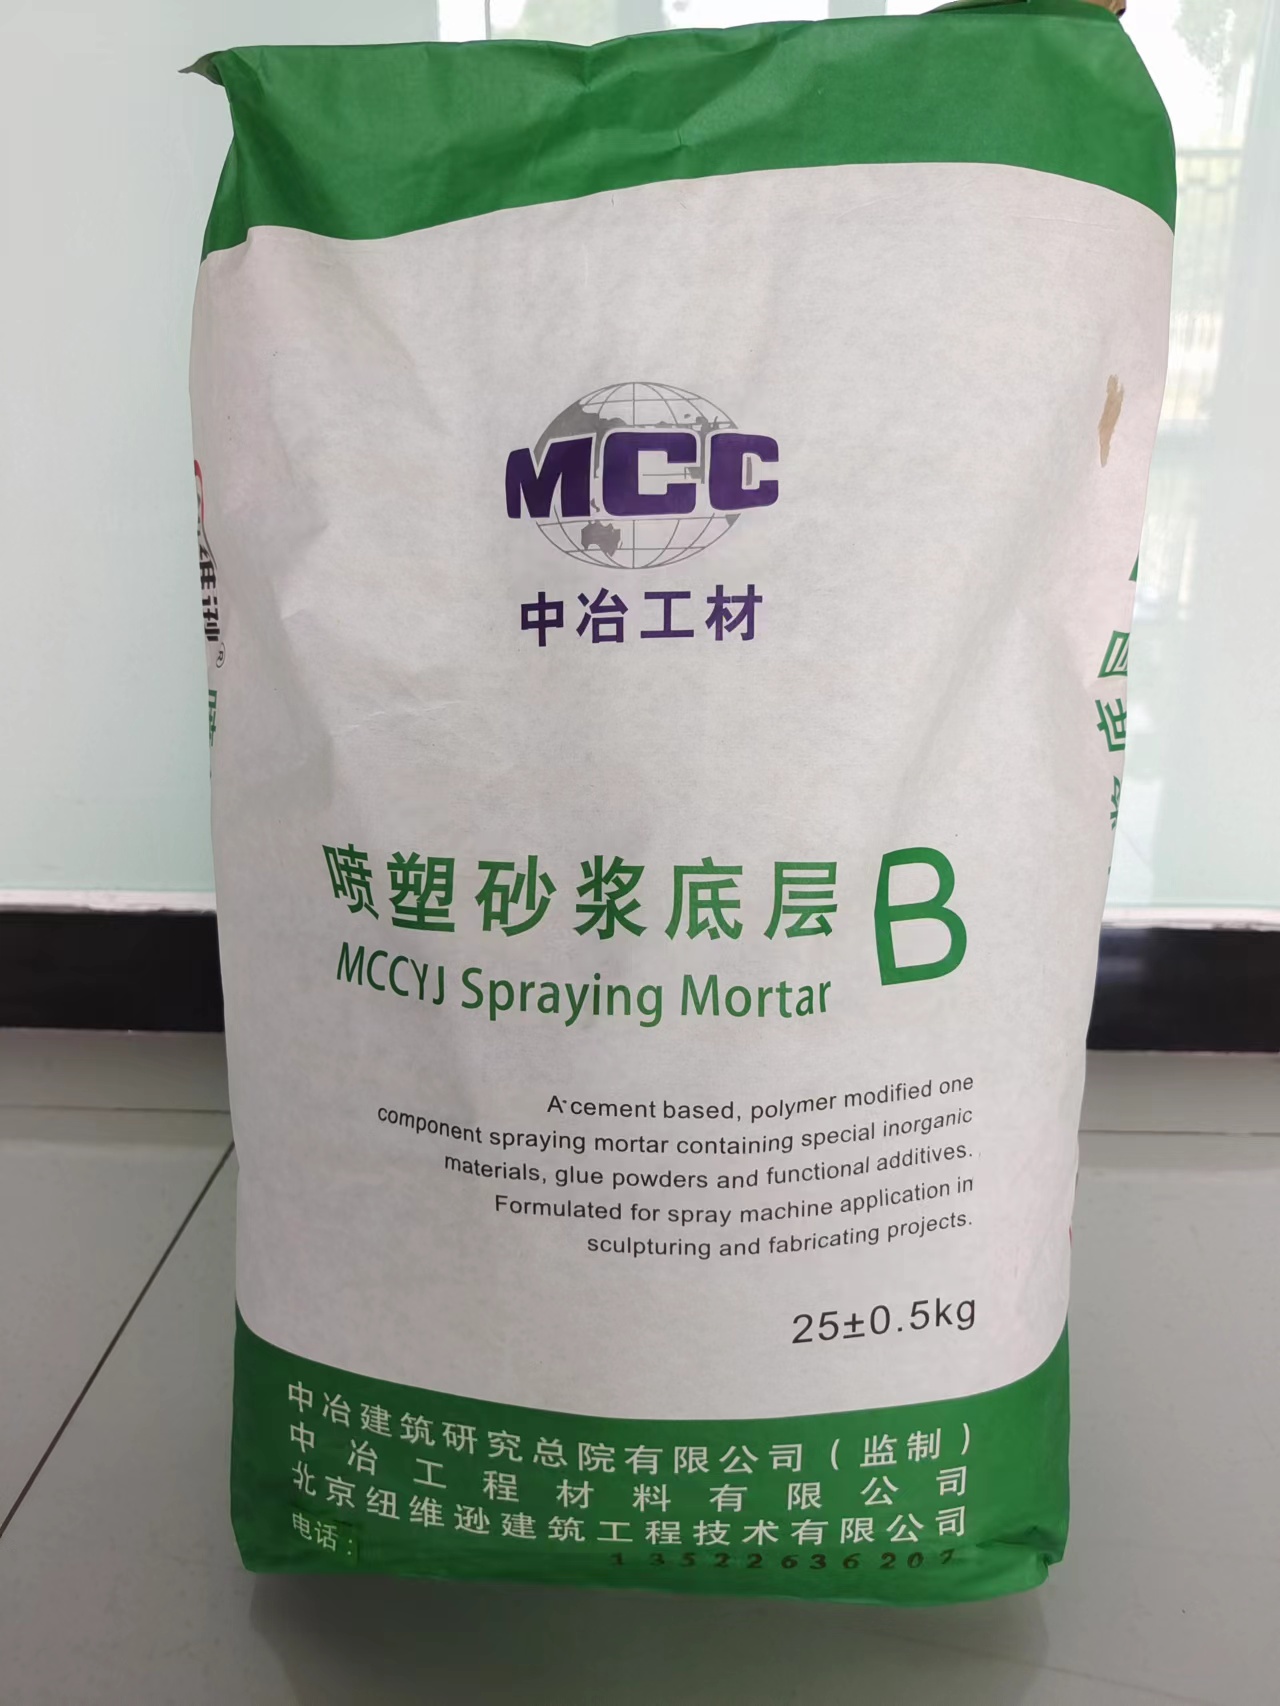 MCC
中冶工材
喷塑砂浆底层 B
MCCYJ Spraying Mortar
A cement based, polymer modified one
component spraying mortar containing special inorganic
materials, glue powders and functional additives.
Formulated for spray machine application in
sculpturing and fabricating projects.
25±0.5kg
中冶建筑研究总院有限公司(监制)
中冶工程材料有限公司
北京纽维逊建筑工程技术有限公司
电话:13522636207
维逊®